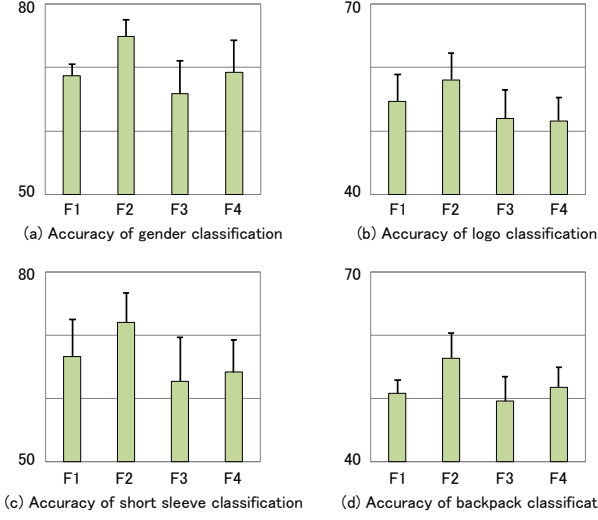 80
50
F1 F2 F3 F4
(a) Accuracy of gender classification
70
40
F1 F2 F3 F4
(b) Accuracy of logo classification
80
50
F1 F2 F3 F4
(c) Accuracy of short sleeve classification
70
40
F1 F2 F3 F4
(d) Accuracy of backpack classificat